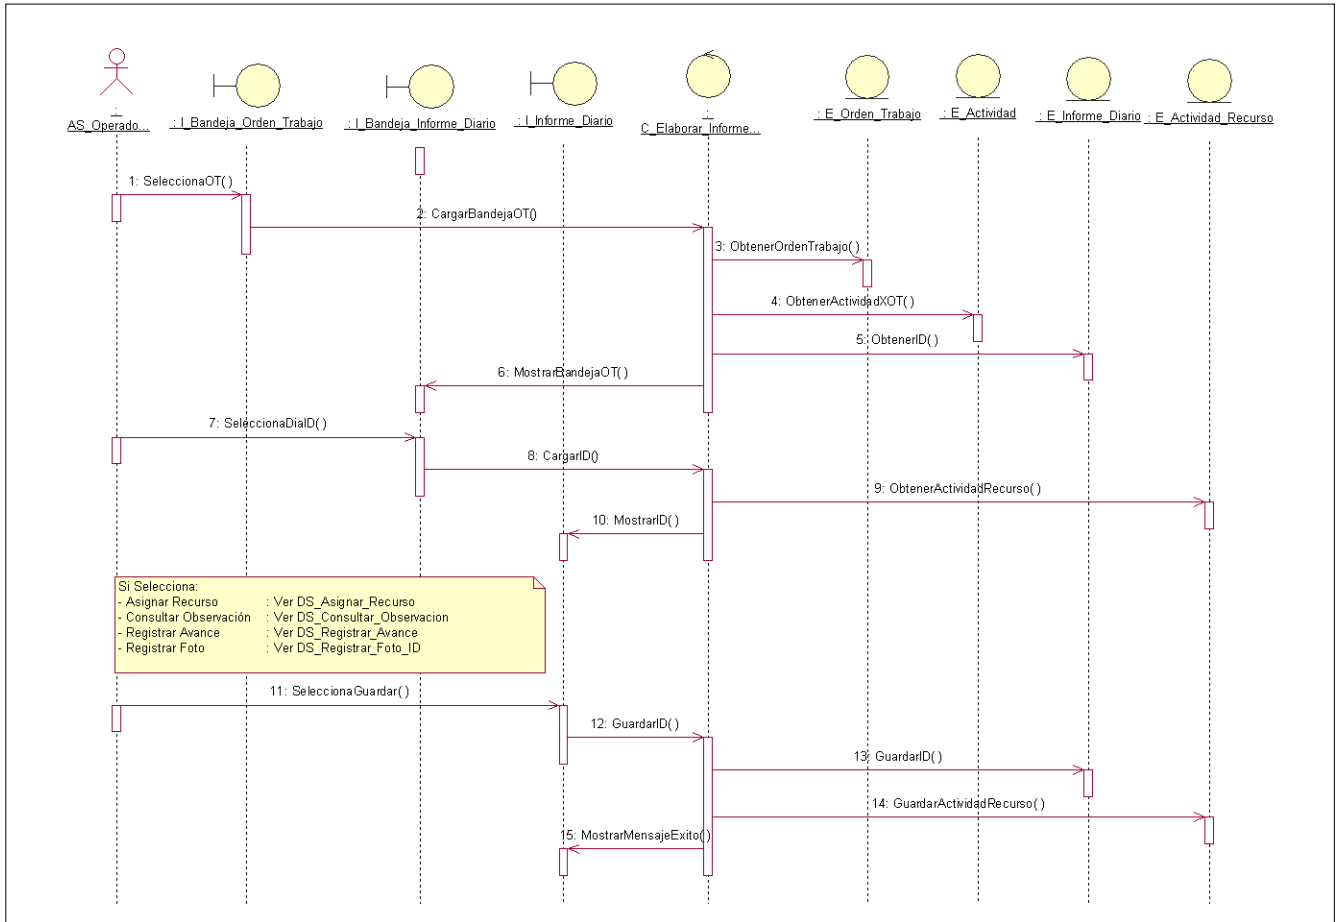 :
AS_Operado...
: I_Bandeja_Orden_Trabajo
: I_Bandeja_Informe_Diario
: I_Informe_Diario
:
C_Elaborar_Informe...
: E_Orden_Trabajo
: E_Actividad
: E_Informe_Diario
: E_Actividad_Recurso
1: SeleccionaOT( )
2: CargarBandejaOT()
3: ObtenerOrdenTrabajo( )
4: ObtenerActividadXOT( )
5: ObtenerID( )
6: MostrarBandejaOT( )
7: SeleccionaDiaID( )
8: CargarID()
9: ObtenerActividadRecurso( )
10: MostrarID( )
Si Selecciona:
- Asignar Recurso : Ver DS_Asignar_Recurso
- Consultar Observación : Ver DS_Consultar_Observacion
- Registrar Avance : Ver DS_Registrar_Avance
- Registrar Foto : Ver DS_Registrar_Foto_ID
11: SeleccionaGuardar( )
12: GuardarID( )
13: GuardarID( )
14: GuardarActividadRecurso( )
15: MostrarMensajeExito( )